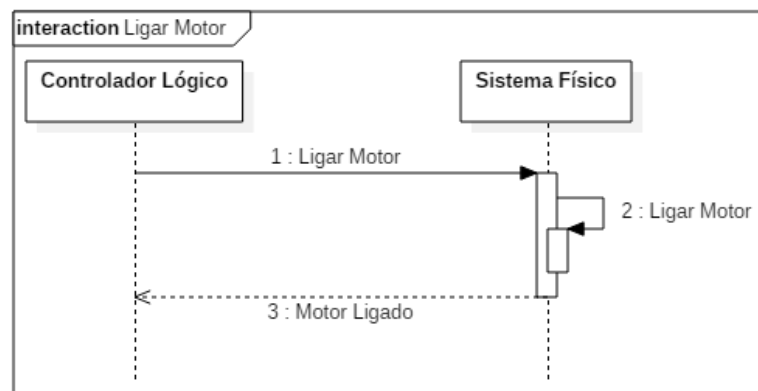 interaction Ligar Motor
Controlador Lógico
Sistema Físico
1 : Ligar Motor
2 : Ligar Motor
3 : Motor Ligado